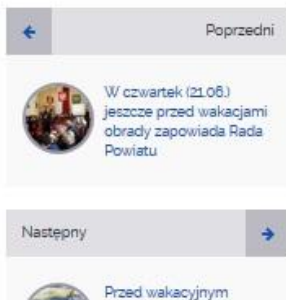 Poprzedni
W czwartek (21.06.)
jeszcze przed wakacjami
obrady zapowiada Rada
Powiatu
Następny
Przed wakacyjnym